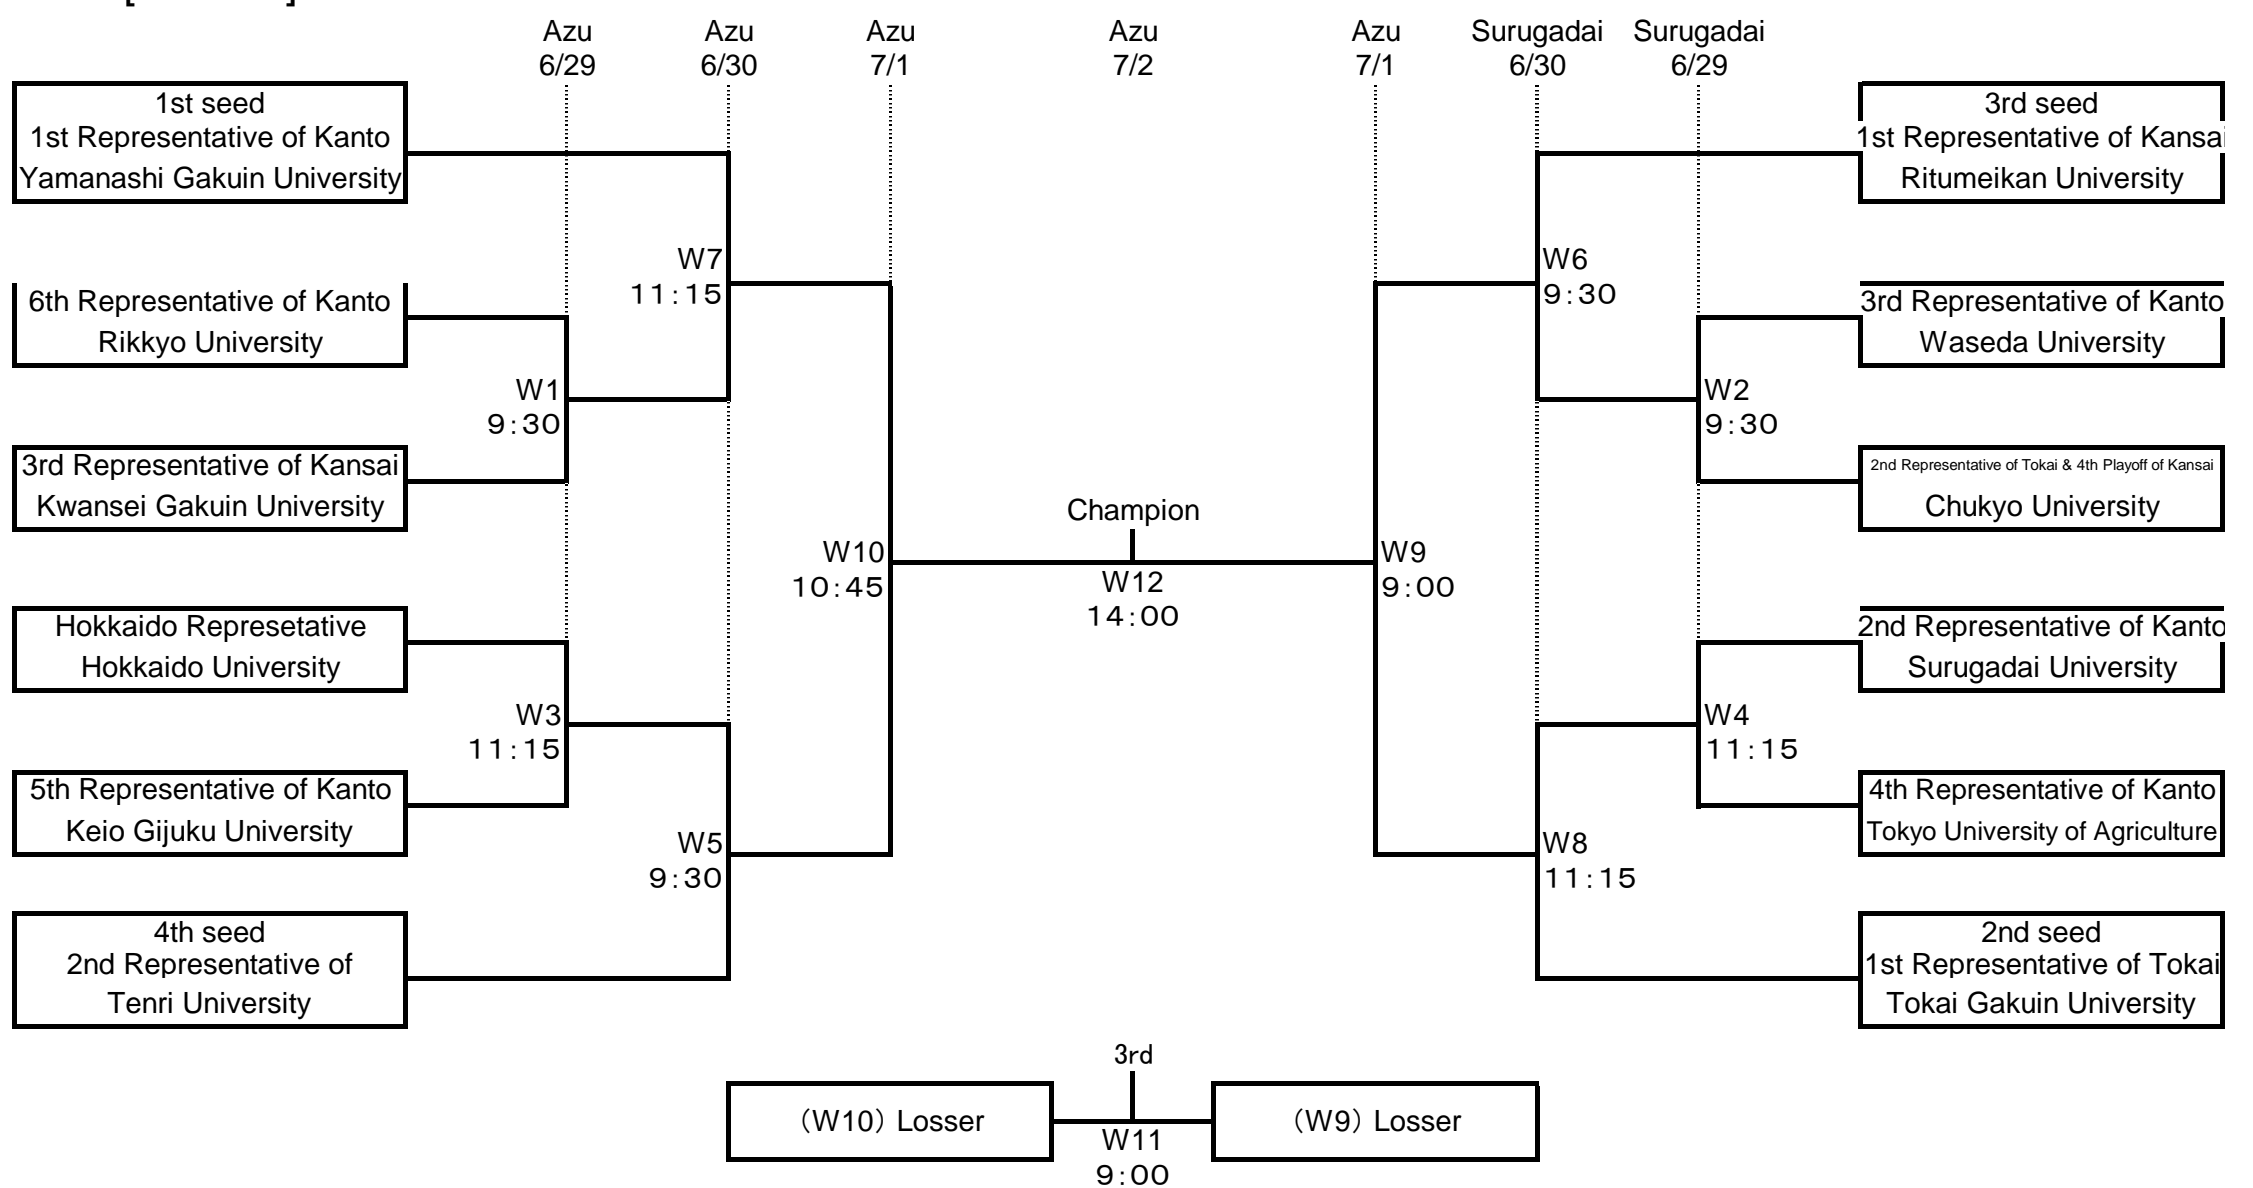 Azu
6/29
Azu
6/30
Azu
7/1
Azu
7/2
Azu
7/1
Surugadai
6/30
Surugadai
6/29
1st seed
1st Representative of Kanto
Yamanashi Gakuin University
6th Representative of Kanto
Rikkyo University
3rd Representative of Kansai
Kwansei Gakuin University
Hokkaido Represetative
Hokkaido University
5th Representative of Kanto
Keio Gijuku University
4th seed
2nd Representative of
Tenri University
W1
9:30
W3
11:15
W7
11:15
W5
9:30
W10
10:45
Champion
W12
14:00
W9
9:00
W6
9:30
W8
11:15
W2
9:30
W4
11:15
3rd seed
1st Representative of Kansai
Ritumeikan University
3rd Representative of Kanto
Waseda University
2nd Representative of Tokai & 4th Playoff of Kansai
Chukyo University
2nd Representative of Kanto
Surugadai University
4th Representative of Kanto
Tokyo University of Agriculture
2nd seed
1st Representative of Tokai
Tokai Gakuin University
3rd
（W10）Losser
（W9）Losser
W11
9:00